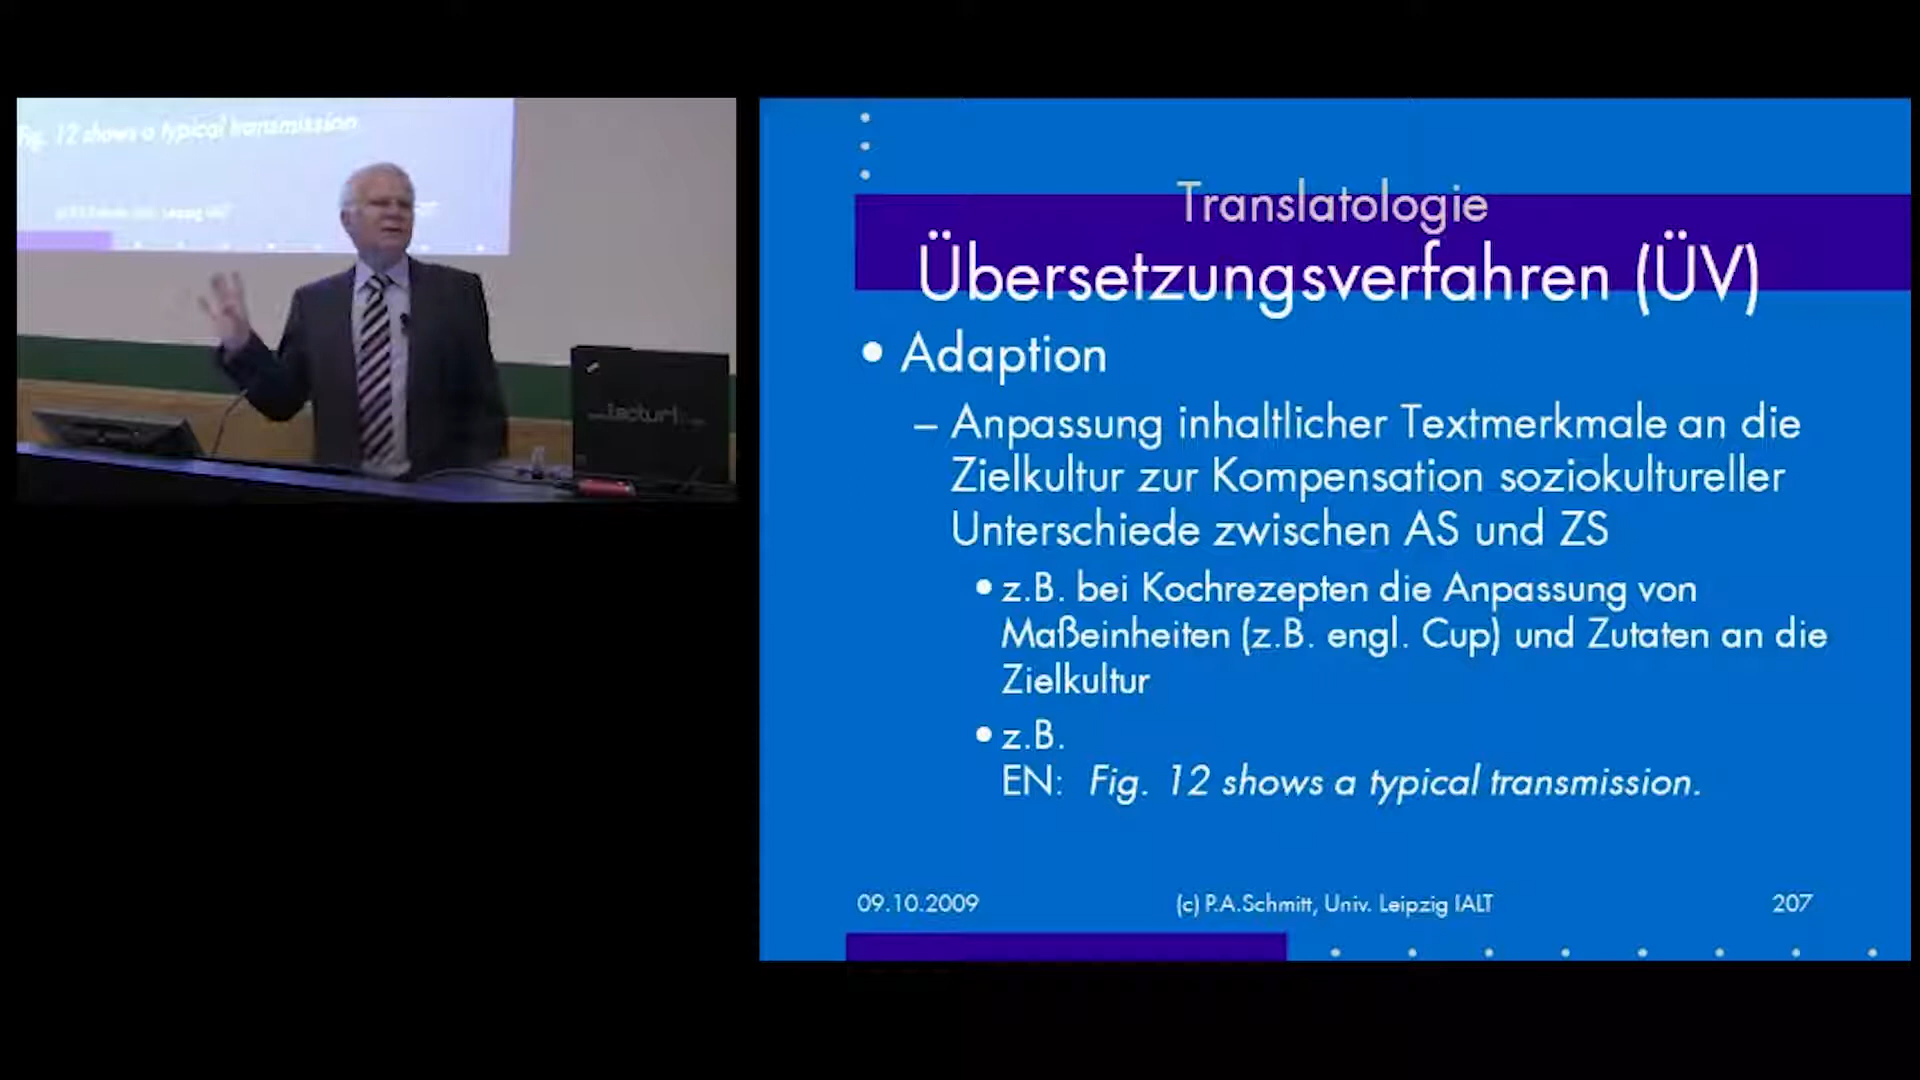 Fig. 12 shows a typical transmission.
Translatologie
Übersetzungsverfahren (ÜV)
• Adaption
– Anpassung inhaltlicher Textmerkmale an die
Zielkultur zur Kompensation soziokultureller
Unterschiede zwischen AS und ZS
• z.B. bei Kochrezepten die Anpassung von
Maßeinheiten (z.B. engl. Cup) und Zutaten an die
Zielkultur
• z.B.
EN: Fig. 12 shows a typical transmission.
09.10.2009 (c) P.A.Schmitt, Univ. Leipzig IALT 207